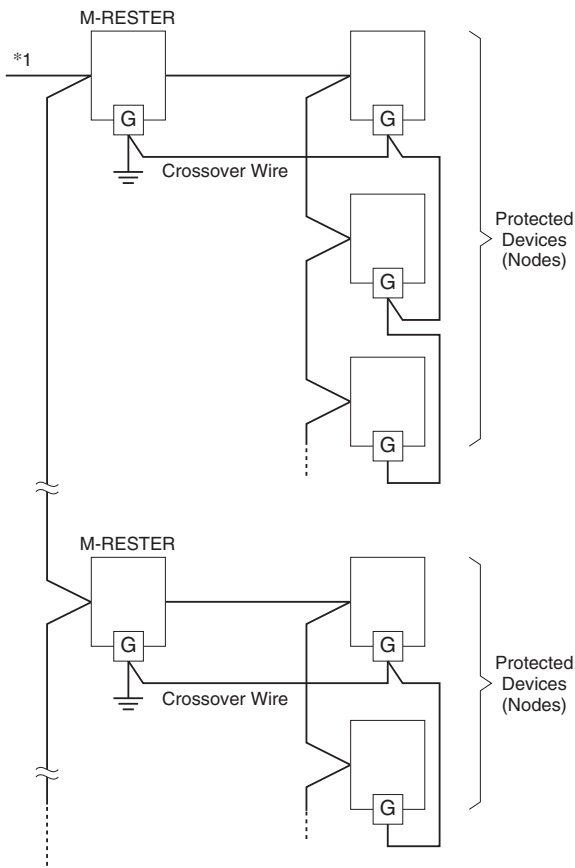 M-RESTER
*1
G
G
Crossover Wire
Protected
Devices
(Nodes)
G
G
M-RESTER
G
G
Crossover Wire
Protected
Devices
(Nodes)
G